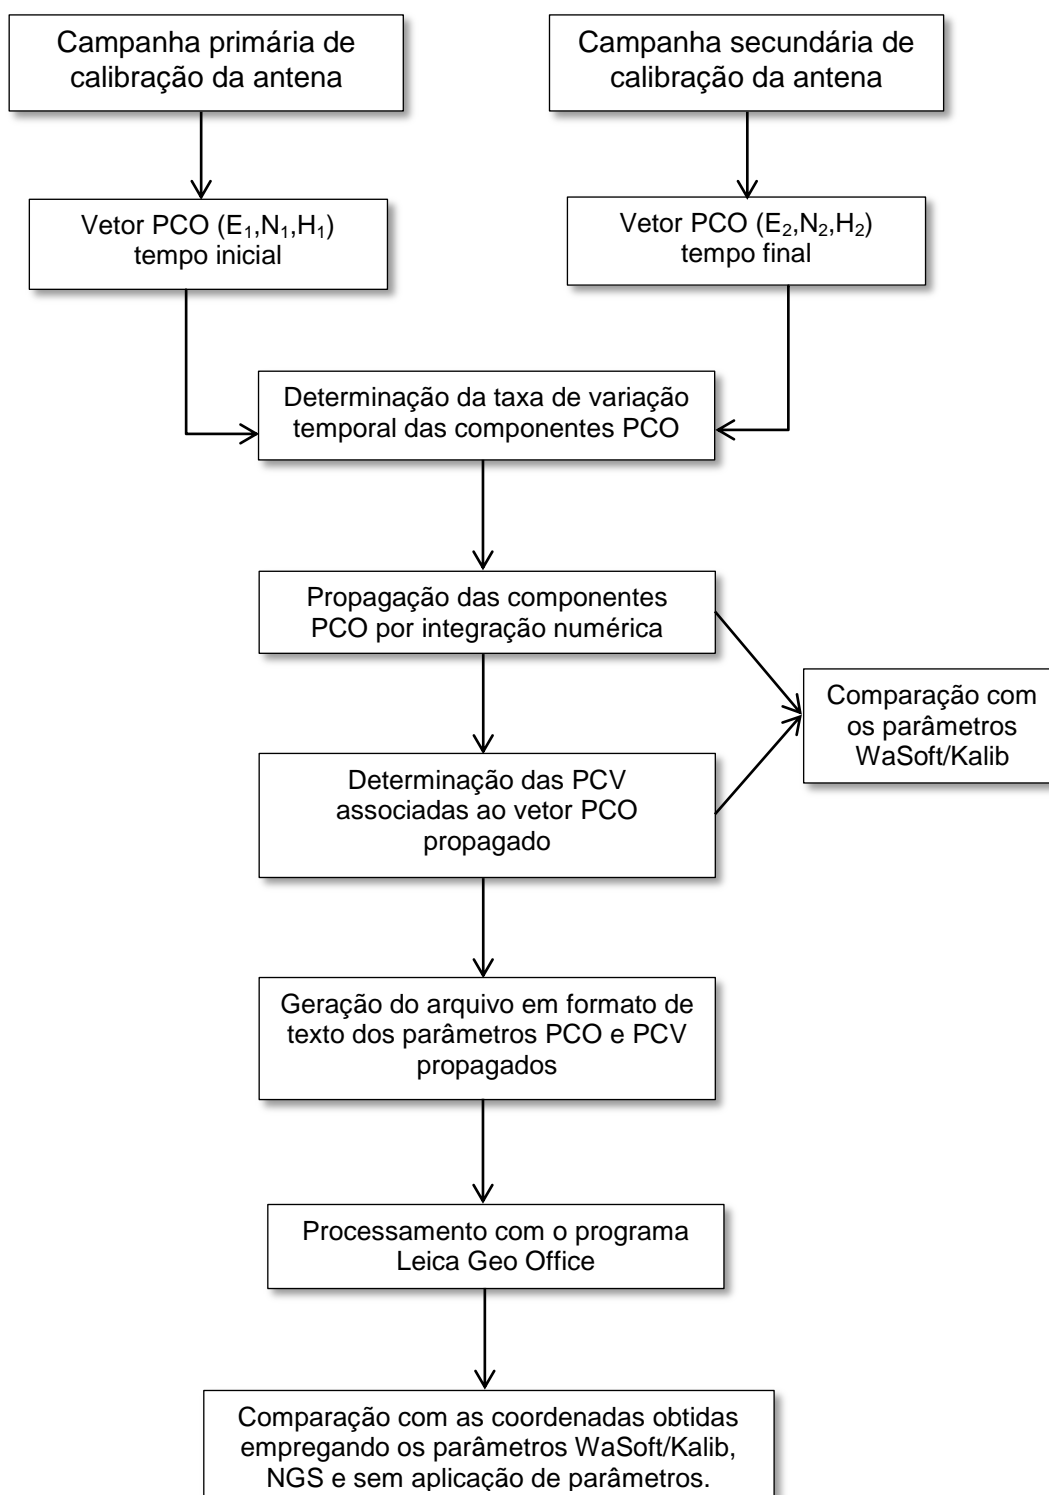 Campanha primária de
calibração da antena
Campanha secundária de
calibração da antena
Vetor PCO (E₁,N₁,H₁)
tempo inicial
Vetor PCO (E₂,N₂,H₂)
tempo final
Determinação da taxa de variação
temporal das componentes PCO
Propagação das componentes
PCO por integração numérica
Comparação com
os parâmetros
WaSoft/Kalib
Determinação das PCV
associadas ao vetor PCO
propagado
Geração do arquivo em formato de
texto dos parâmetros PCO e PCV
propagados
Processamento com o programa
Leica Geo Office
Comparação com as coordenadas obtidas
empregando os parâmetros WaSoft/Kalib,
NGS e sem aplicação de parâmetros.